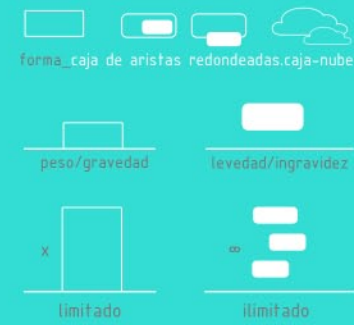 forma_caja de aristas redondeadas.caja-nube
peso/gravedad
levedad/ingravidez
x
∞
limitado
ilimitado